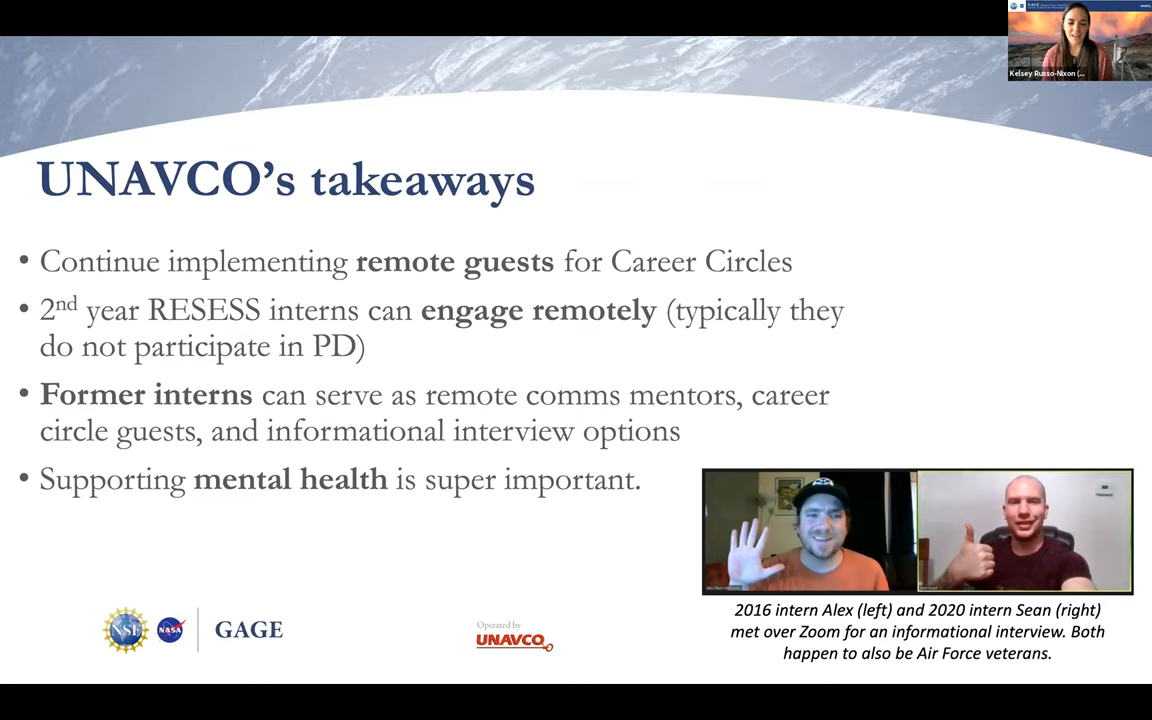 GAGE
Kelsey Russo-Nixon (...
UNAVCO's takeaways
• Continue implementing remote guests for Career Circles
• 2nd year RESESS interns can engage remotely (typically they
do not participate in PD)
• Former interns can serve as remote comms mentors, career
circle guests, and informational interview options
• Supporting mental health is super important.
2016 intern Alex (left) and 2020 intern Sean (right)
met over Zoom for an informational interview. Both
happen to also be Air Force veterans.
NSF
NASA
GAGE
Operated by
UNAVCO